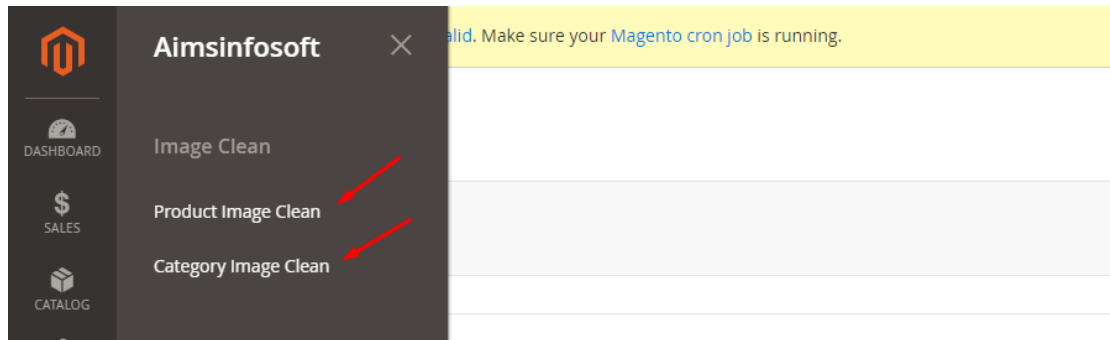 Aimsinfosoft
alid. Make sure your Magento cron job is running.
DASHBOARD
Image Clean
Product Image Clean
SALES
Category Image Clean
CATALOG